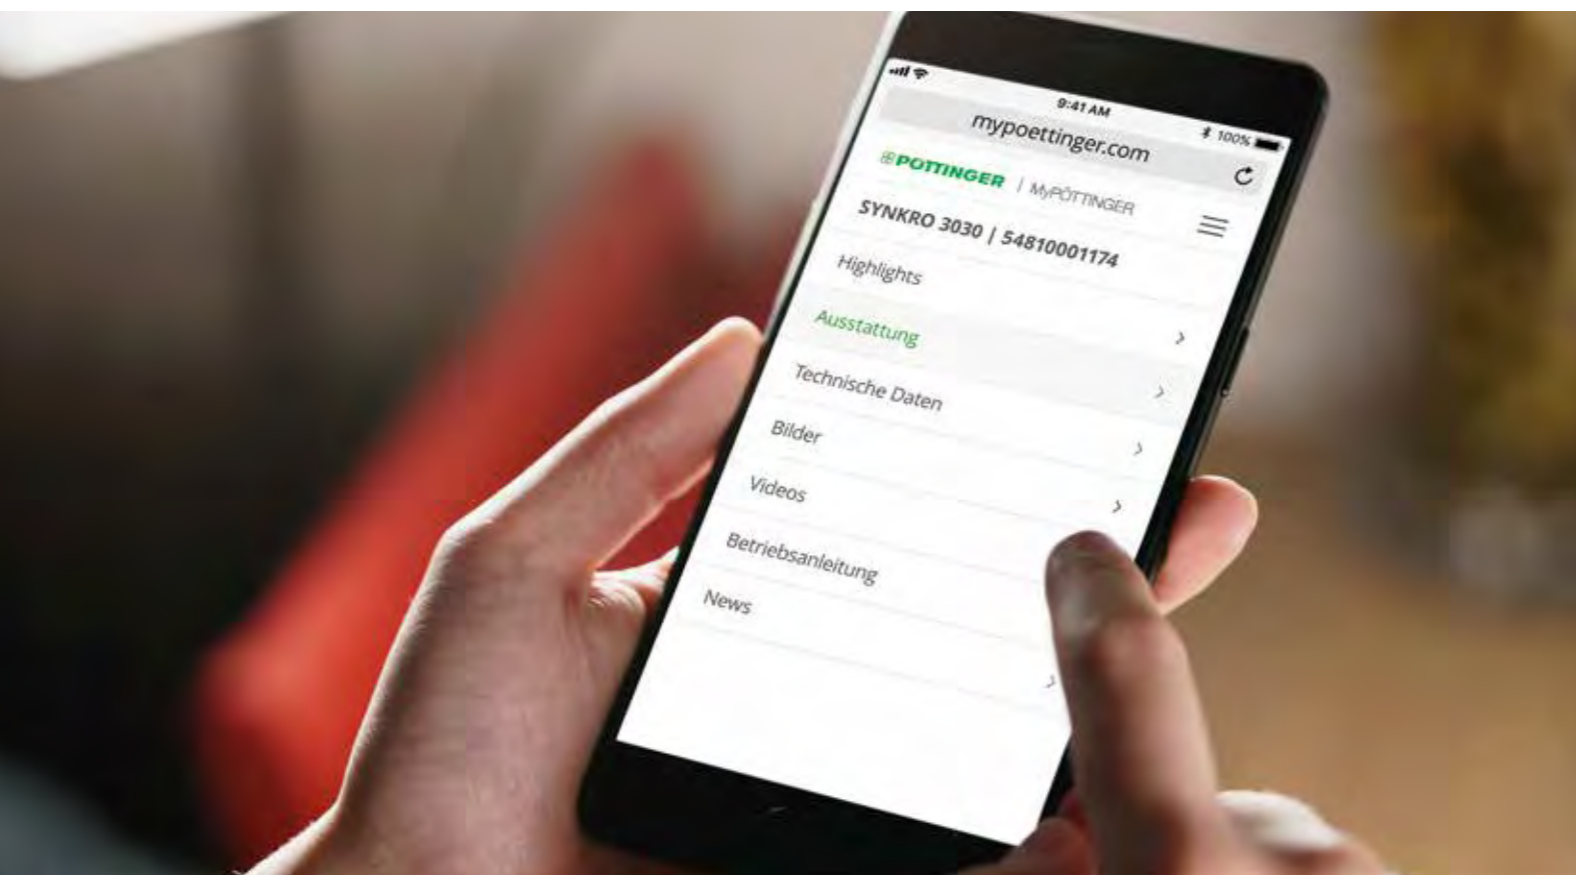 9:41 AM
100%
mypoettinger.com
PÖTTINGER | MyPÖTTINGER
SYNKRO 3030 | 54810001174
Highlights
Ausstattung
Technische Daten
Bilder
Videos
Betriebsanleitung
News